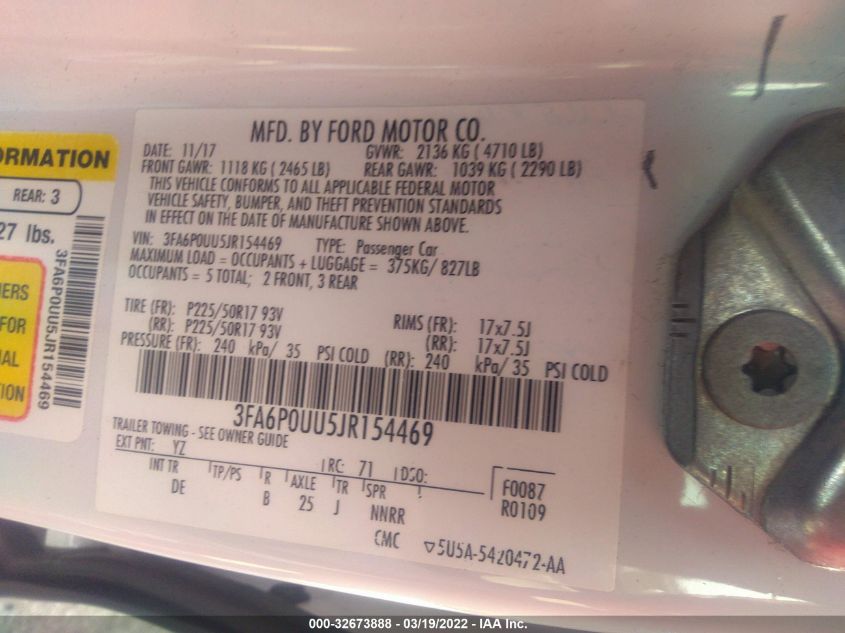 MFD. BY FORD MOTOR CO.
DATE: 11/17 GVWR: 2136 KG ( 4710 LB)
FRONT GAWR: 1118 KG ( 2465 LB) REAR GAWR: 1039 KG ( 2290 LB)
THIS VEHICLE CONFORMS TO ALL APPLICABLE FEDERAL MOTOR
VEHICLE SAFETY, BUMPER, AND THEFT PREVENTION STANDARDS
IN EFFECT ON THE DATE OF MANUFACTURE SHOWN ABOVE.
VIN: 3FA6P0UU5JR154469 TYPE: Passenger Car
MAXIMUM LOAD = OCCUPANTS + LUGGAGE = 375KG/ 827LB
OCCUPANTS = 5 TOTAL; 2 FRONT, 3 REAR
TIRE (FR): P225/50R17 93V RIMS (FR): 17x7.5J
(RR): P225/50R17 93V (RR): 17x7.5J
PRESSURE (FR): 240 kPa/ 35 PSI COLD (RR): 240 kPa/ 35 PSI COLD
3FA6P0UU5JR154469
TRAILER TOWING - SEE OWNER GUIDE
EXT PNT: YZ RC: 71 DSO: F0087
INT TR TP/PS R AXLE TR SPR R0109
DE B 25 J NNRR
CMC 5U5A-5420472-AA
ORMATION
REAR: 3
27 lbs.
3FA6P0UU5JR154469
NERS
FOR
AL
TION
000-32673888 - 03/19/2022 - IAA Inc.